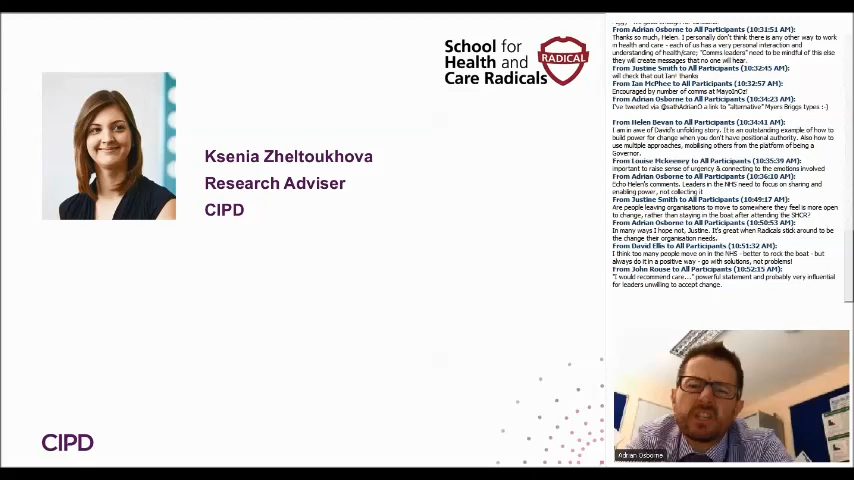 School for
Health and
Care Radicals
RADICAL
Ksenia Zheltoukhova
Research Adviser
CIPD
CIPD
From Adrian Osborne to All Participants (10:31:51 AM):
Thanks so much, Helen. I personally don't think there is any other way to work
in health and care - each of us has a very personal interaction and
understanding of health/care; "Comms leaders" need to be mindful of this else
they will create messages that no one will hear.
From Justine Smith to All Participants (10:32:45 AM):
will check that out Ian! thanks
From Ian McPhee to All Participants (10:32:57 AM):
Encouraged by number of comms at MayoInOz!
From Adrian Osborne to All Participants (10:34:23 AM):
I've tweeted via @sathAdrianO a link to "alternative" Myers Briggs types :-)
From Helen Bevan to All Participants (10:34:41 AM):
I am in awe of David's unfolding story. It is an outstanding example of how to
build power for change when you don't have positional authority. Also how to
use multiple approaches, mobilising others from the platform of being a
Governor.
From Louise Mckeeney to All Participants (10:35:39 AM):
important to raise sense of urgency & connecting to the emotions involved
From Adrian Osborne to All Participants (10:36:10 AM):
Echo Helen's comments. Leaders in the NHS need to focus on sharing and
enabling power, not collecting it
From Justine Smith to All Participants (10:49:17 AM):
Are people leaving organisations to move to somewhere they feel is more open
to change, rather than staying in the boat after attending the SHCR?
From Adrian Osborne to All Participants (10:50:53 AM):
In many ways I hope not, Justine. It's great when Radicals stick around to be
the change their organisation needs.
From David Ellis to All Participants (10:51:32 AM):
I think too many people move on in the NHS - better to rock the boat - but
always do it in a positive way - go with solutions, not problems!
From John Rouse to All Participants (10:52:15 AM):
"I would recommend care..." powerful statement and probably very influential
for leaders unwilling to accept change.
Adrian Osborne